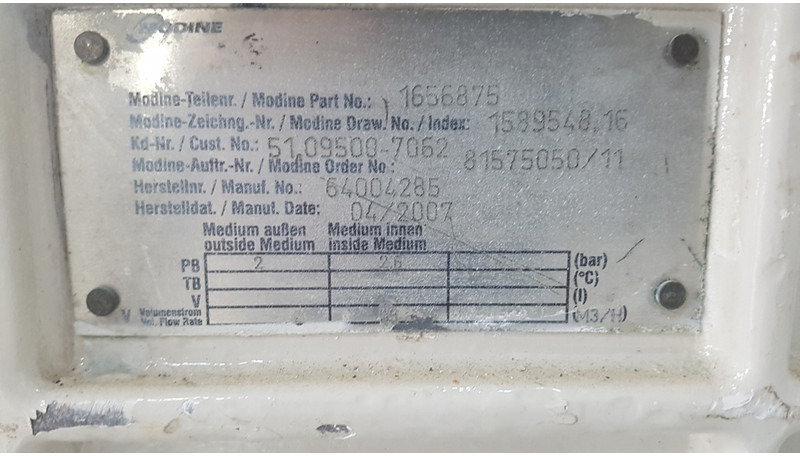 MODINE
Modine-Teilenr. / Modine Part No.: 1656875
Modine-Zeichng.-Nr. / Modine Draw. No. / Index: 1589548,16
Kd-Nr. / Cust. No.: 51,09500-7062
Modine-Auftr.-Nr. / Modine Order No: 81575050/11
Herstellnr. / Manuf. No.: 64004285
Herstelldat. / Manuf. Date: 04/2007
Medium außen Medium innen
outside Medium inside Medium
PB 2 2,6 (bar)
TB (°C)
V (l)
V Volumenstrom
Vol. Flow Rate (M3/H)